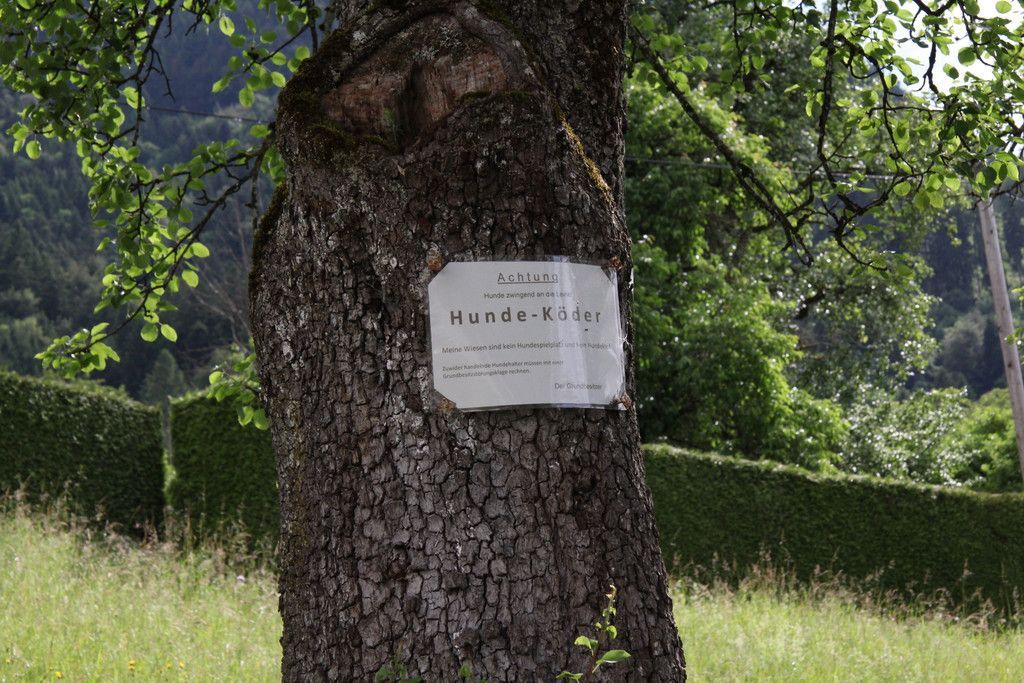 Achtung
Hunde zwingend an die Leine!
Hunde-Köder
Meine Wiesen sind kein Hundespielplatz und kein Hundeklo!
Zuwider handelnde Hundehalter müssen mit einer
Grundbesitzstörungsklage rechnen.
Der Grundbesitzer